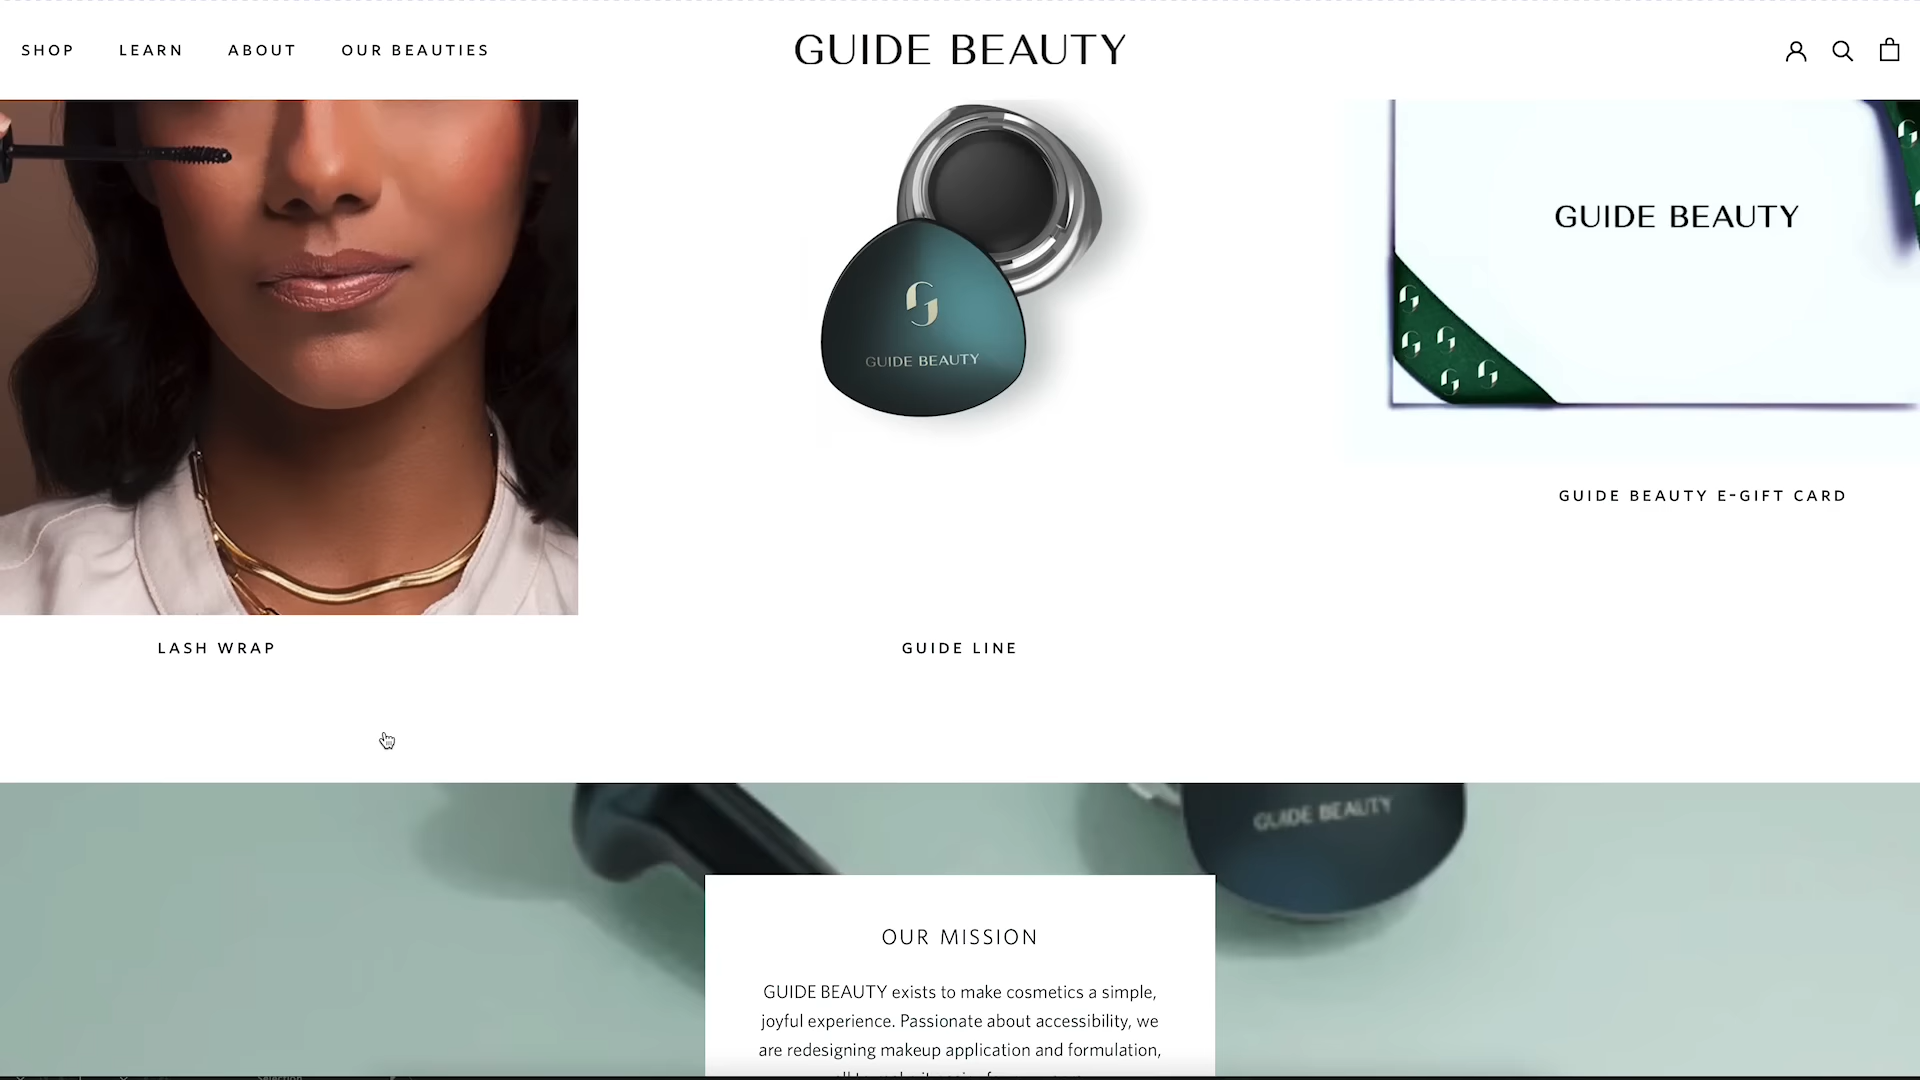 SHOP LEARN ABOUT OUR BEAUTIES
GUIDE BEAUTY
GUIDE BEAUTY
GUIDE BEAUTY
GUIDE BEAUTY E-GIFT CARD
LASH WRAP
GUIDE LINE
GUIDE BEAUTY
OUR MISSION
GUIDE BEAUTY exists to make cosmetics a simple,
joyful experience. Passionate about accessibility, we
are redesigning makeup application and formulation,